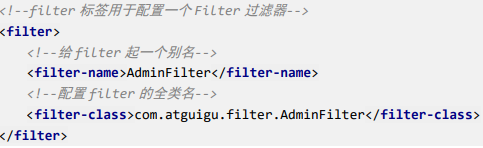 <!--filter 标签用于配置一个 Filter 过滤器-->
<filter>
<!--给 filter 起一个别名-->
<filter-name>AdminFilter</filter-name>
<!--配置 filter 的全类名-->
<filter-class>com.atguigu.filter.AdminFilter</filter-class>
</filter>